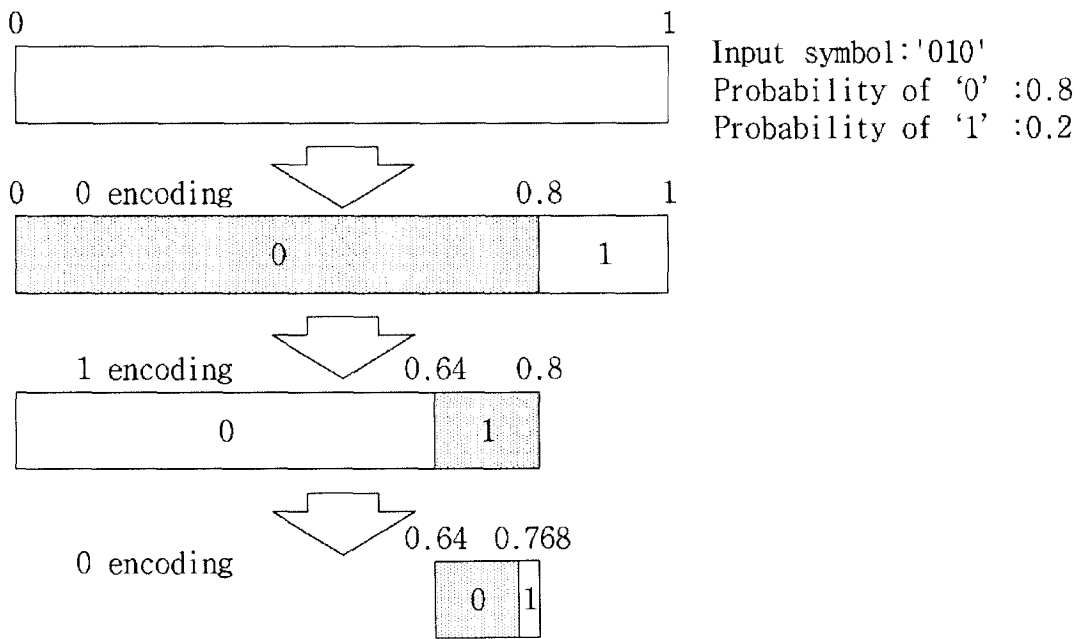 0 1
Input symbol:'010'
Probability of ‘0’ :0.8
Probability of ‘1’ :0.2
0 0 encoding 0.8 1
0 1
1 encoding 0.64 0.8
0 1
0 encoding 0.64 0.768
0 1